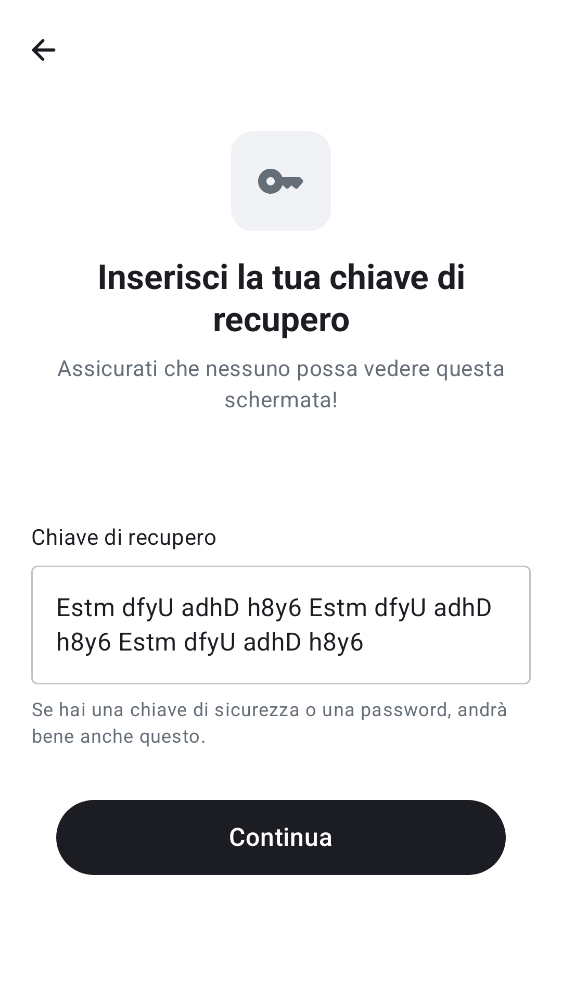 Inserisci la tua chiave di
recupero
Assicurati che nessuno possa vedere questa
schermata!
Chiave di recupero
Estm dfyU adhD h8y6 Estm dfyU adhD
h8y6 Estm dfyU adhD h8y6
Se hai una chiave di sicurezza o una password, andrà
bene anche questo.
Continua